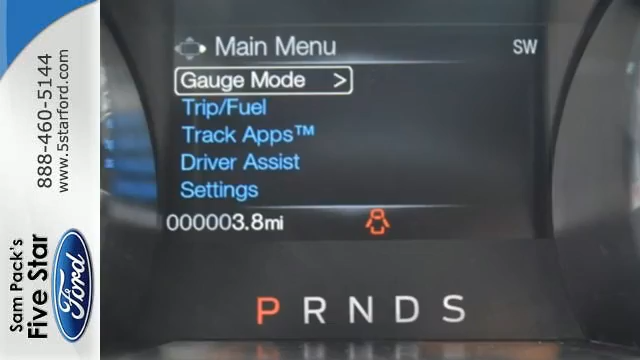 Main Menu
SW
Gauge Mode >
Trip/Fuel
Track Apps™
Driver Assist
Settings
000003.8mi
P R N D S
888-460-5144
www.5starford.com
Sam Pack's
Five Star
Ford